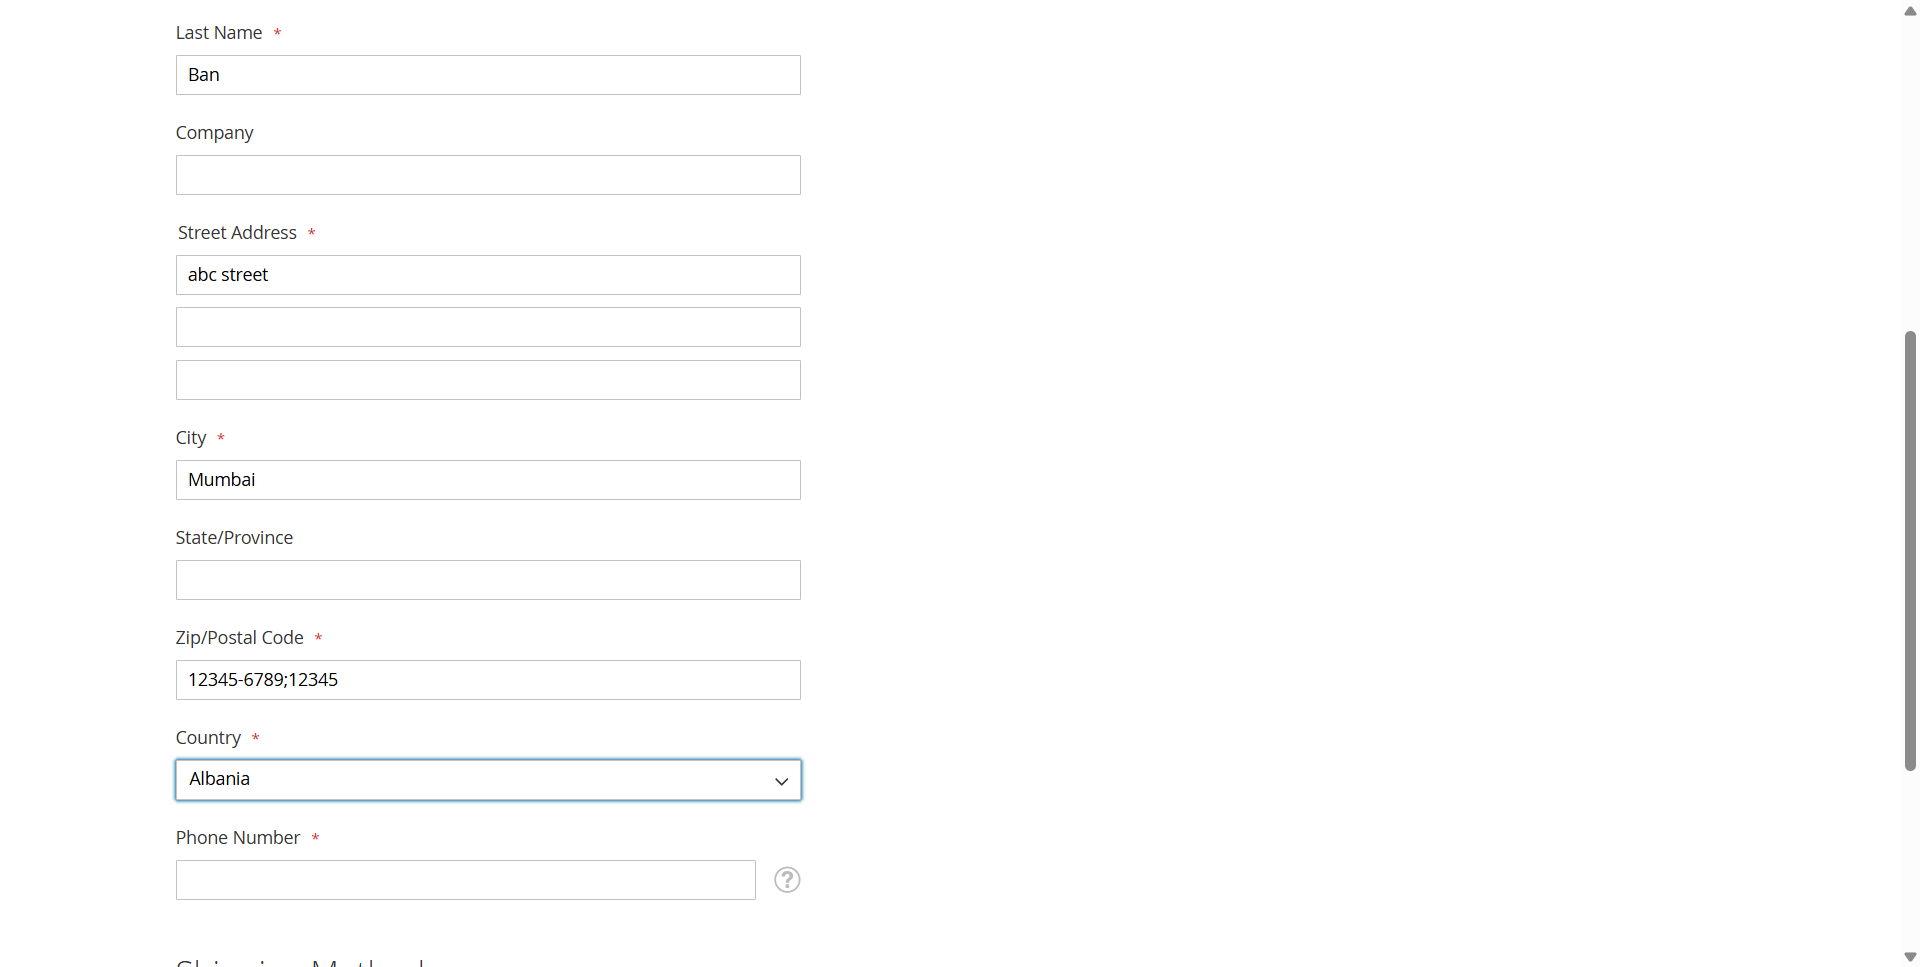 Last Name *
Ban
Company
Street Address *
abc street
City *
Mumbai
State/Province
Zip/Postal Code *
12345-6789;12345
Country *
Albania
Phone Number *
?